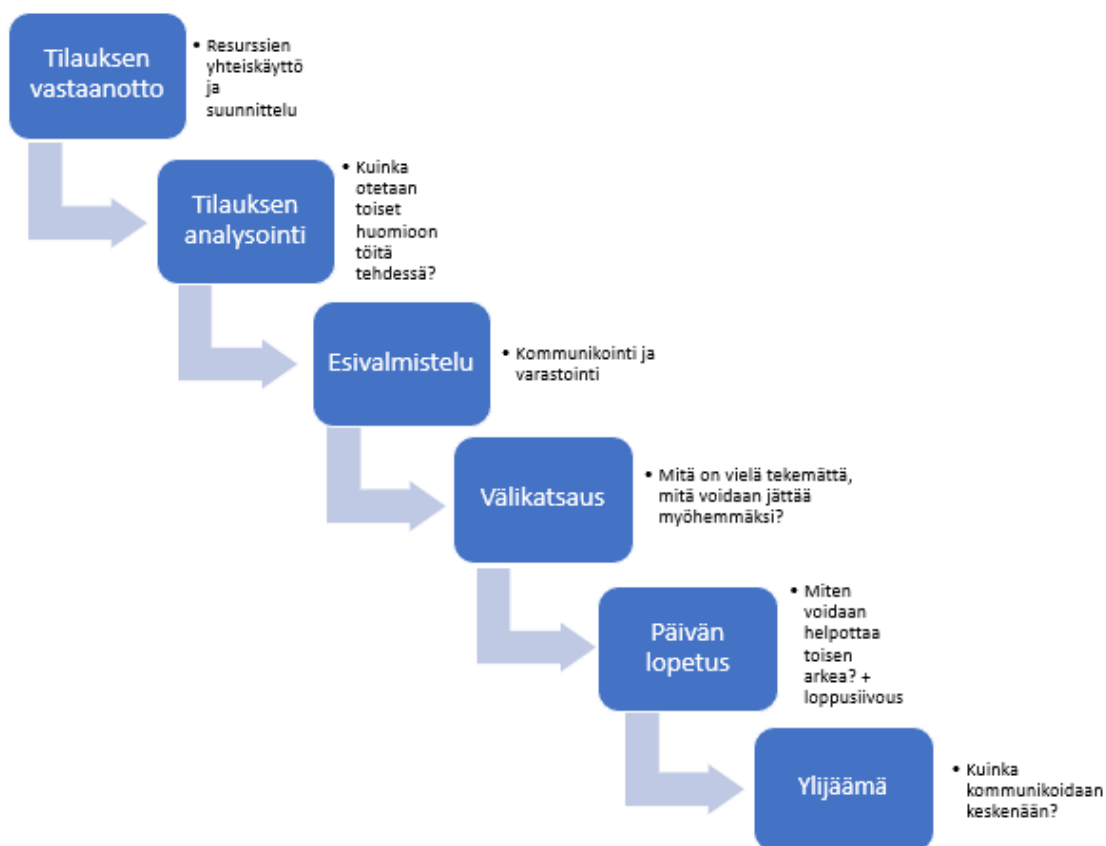 Tilauksen
vastaanotto
• Resurssien
yhteiskäyttö
ja
suunnittelu
Tilauksen
analysointi
• Kuinka
otetaan
toiset
huomioon
töitä
tehdessä?
Esivalmistelu
• Kommunikointi ja
varastointi
Välikatsaus
• Mitä on vielä tekemättä,
mitä voidaan jättää
myöhemmäksi?
Päivän
lopetus
• Miten
voidaan
helpottaa
toisen
arkea? +
loppusiivous
Ylijäämä
• Kuinka
kommunikoidaan
keskenään?